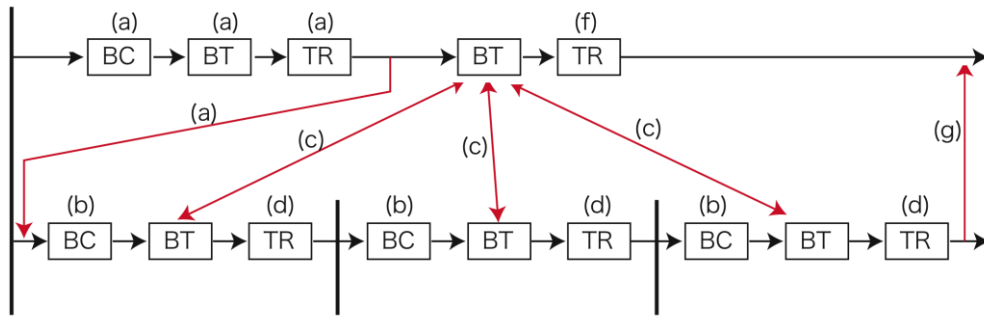 (a) (a) (a) (f)
BC BT TR BT TR
(a) (c) (c) (c) (g)
(b) (d) (b) (d) (b) (d)
BC BT TR BC BT TR BC BT TR